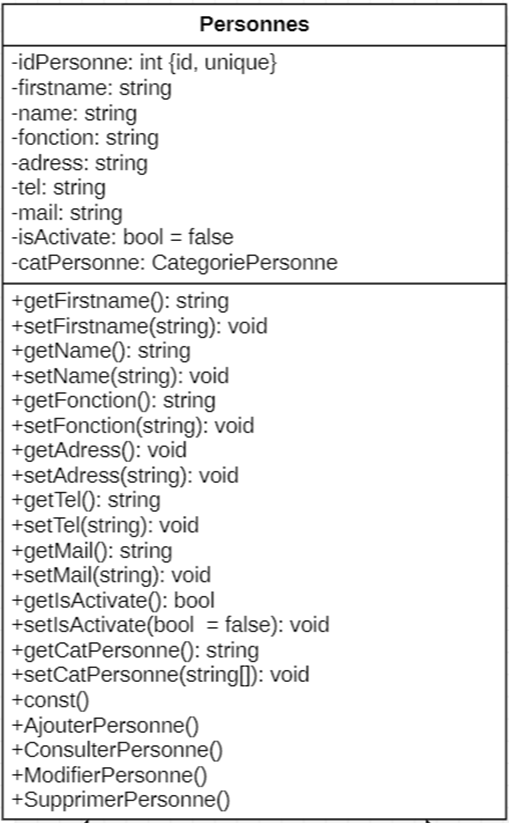 Personnes
-idPersonne: int {id, unique}
-firstname: string
-name: string
-fonction: string
-adress: string
-tel: string
-mail: string
-isActivate: bool = false
-catPersonne: CategoriePersonne
+getFirstname(): string
+setFirstname(string): void
+getName(): string
+setName(string): void
+getFonction(): string
+setFonction(string): void
+getAdress(): void
+setAdress(string): void
+getTel(): string
+setTel(string): void
+getMail(): string
+setMail(string): void
+getIsActivate(): bool
+setIsActivate(bool = false): void
+getCatPersonne(): string
+setCatPersonne(string[]): void
+const()
+AjouterPersonne()
+ConsulterPersonne()
+ModifierPersonne()
+SupprimerPersonne()